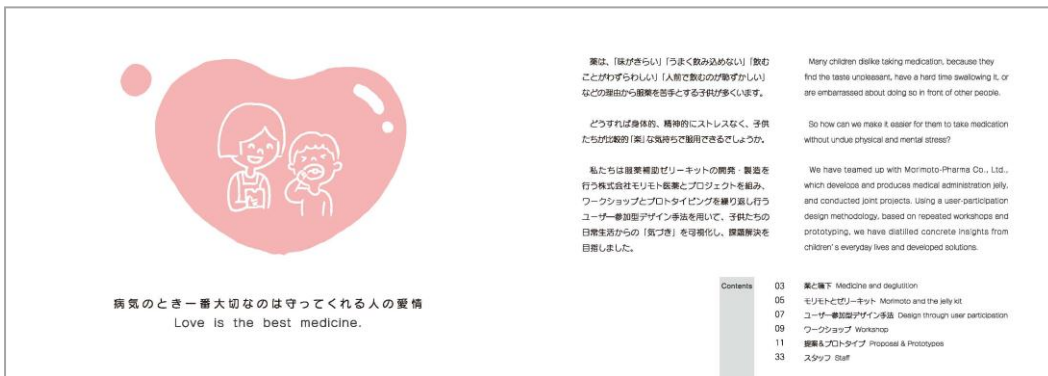 病気のとき一番大切なのは守ってくれる人の愛情
Love is the best medicine.
薬は、「味がきらい」「うまく飲み込めない」「飲む
ことがわずらわしい」「人前で飲むのが恥ずかしい」
などの理由から服薬を苦手とする子供が多くいます。
どうすれば身体的、精神的にストレスなく、子供
たちが比較的「楽」な気持ちで服用できるでしょうか。
私たちは服薬補助ゼリーキットの開発・製造を
行う株式会社モリモト医薬とプロジェクトを組み、
ワークショップとプロトタイピングを繰り返し行う
ユーザー参加型デザイン手法を用いて、子供たちの
日常生活からの「気づき」を可視化し、課題解決を
目指しました。
Many children dislike taking medication, because they
find the taste unpleasant, have a hard time swallowing it, or
are embarrassed about doing so in front of other people.
So how can we make it easier for them to take medication
without undue physical and mental stress?
We have teamed up with Morimoto-Pharma Co., Ltd.,
which develops and produces medical administration jelly,
and conducted joint projects. Using a user-participation
design methodology, based on repeated workshops and
prototyping, we have distilled concrete insights from
children's everyday lives and developed solutions.
Contents
03 薬と嚥下 Medicine and deglutition
05 モリモトとゼリーキット Morimoto and the jelly kit
07 ユーザー参加型デザイン手法 Design through user participation
09 ワークショップ Workshop
11 提案&プロトタイプ Proposal & Prototypes
33 スタッフ Staff